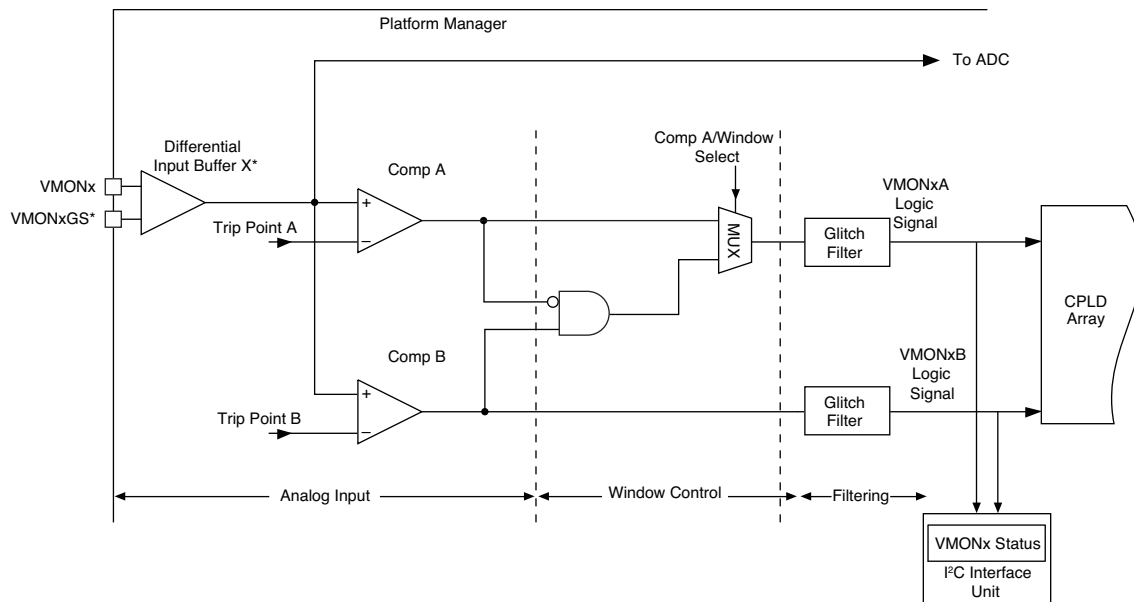 Platform Manager
To ADC
Differential
Input Buffer X*
Comp A/Window
Select
Comp A
VMONx
VMONxGS*
VMONxA
Logic
Signal
Trip Point A
+
–
MUX
Glitch
Filter
CPLD
Array
Comp B
VMONxB
Logic
Signal
Trip Point B
+
–
Glitch
Filter
Analog Input
Window Control
Filtering
VMONx Status
I²C Interface
Unit